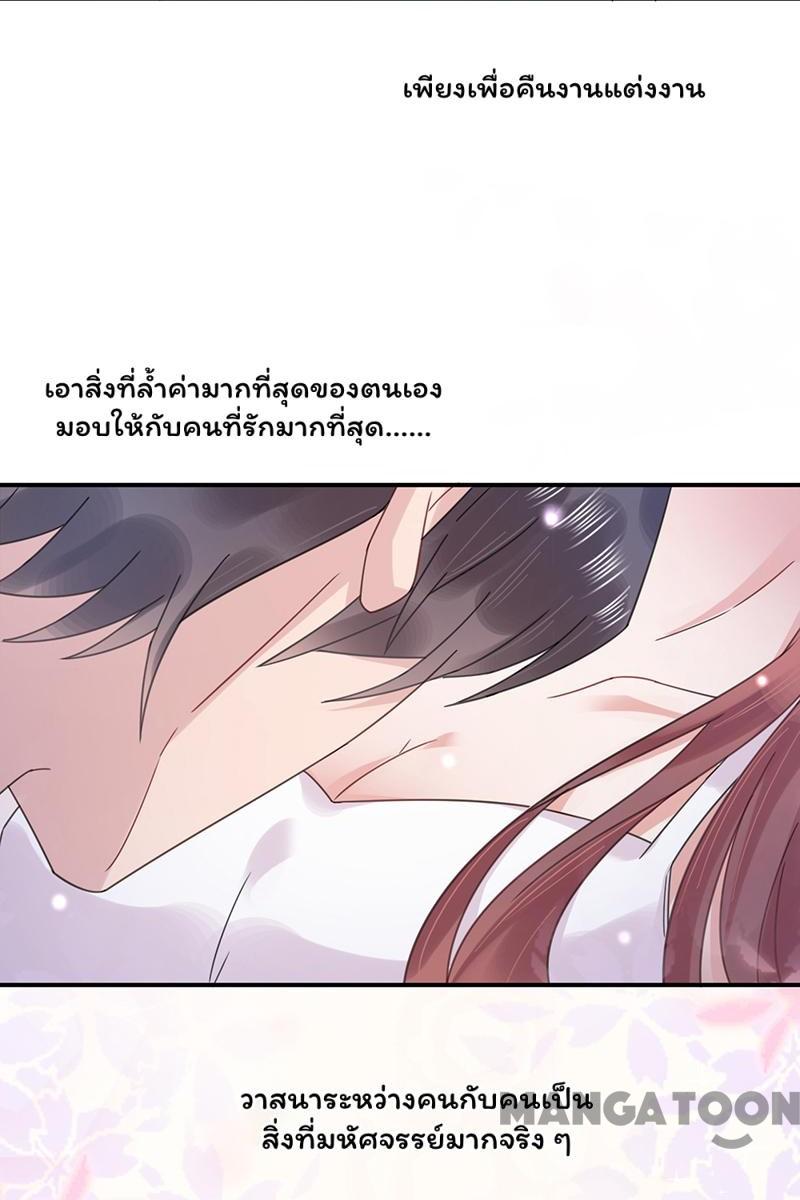 เพียงเพื่อคืนงานแต่งงาน
เอาสิ่งที่ล้ำค่ามากที่สุดของตนเอง
มอบให้กับคนที่รักมากที่สุด......
วาสนาระหว่างคนกับคนเป็น
สิ่งที่มหัศจรรย์มากจริง ๆ
MANGATOON